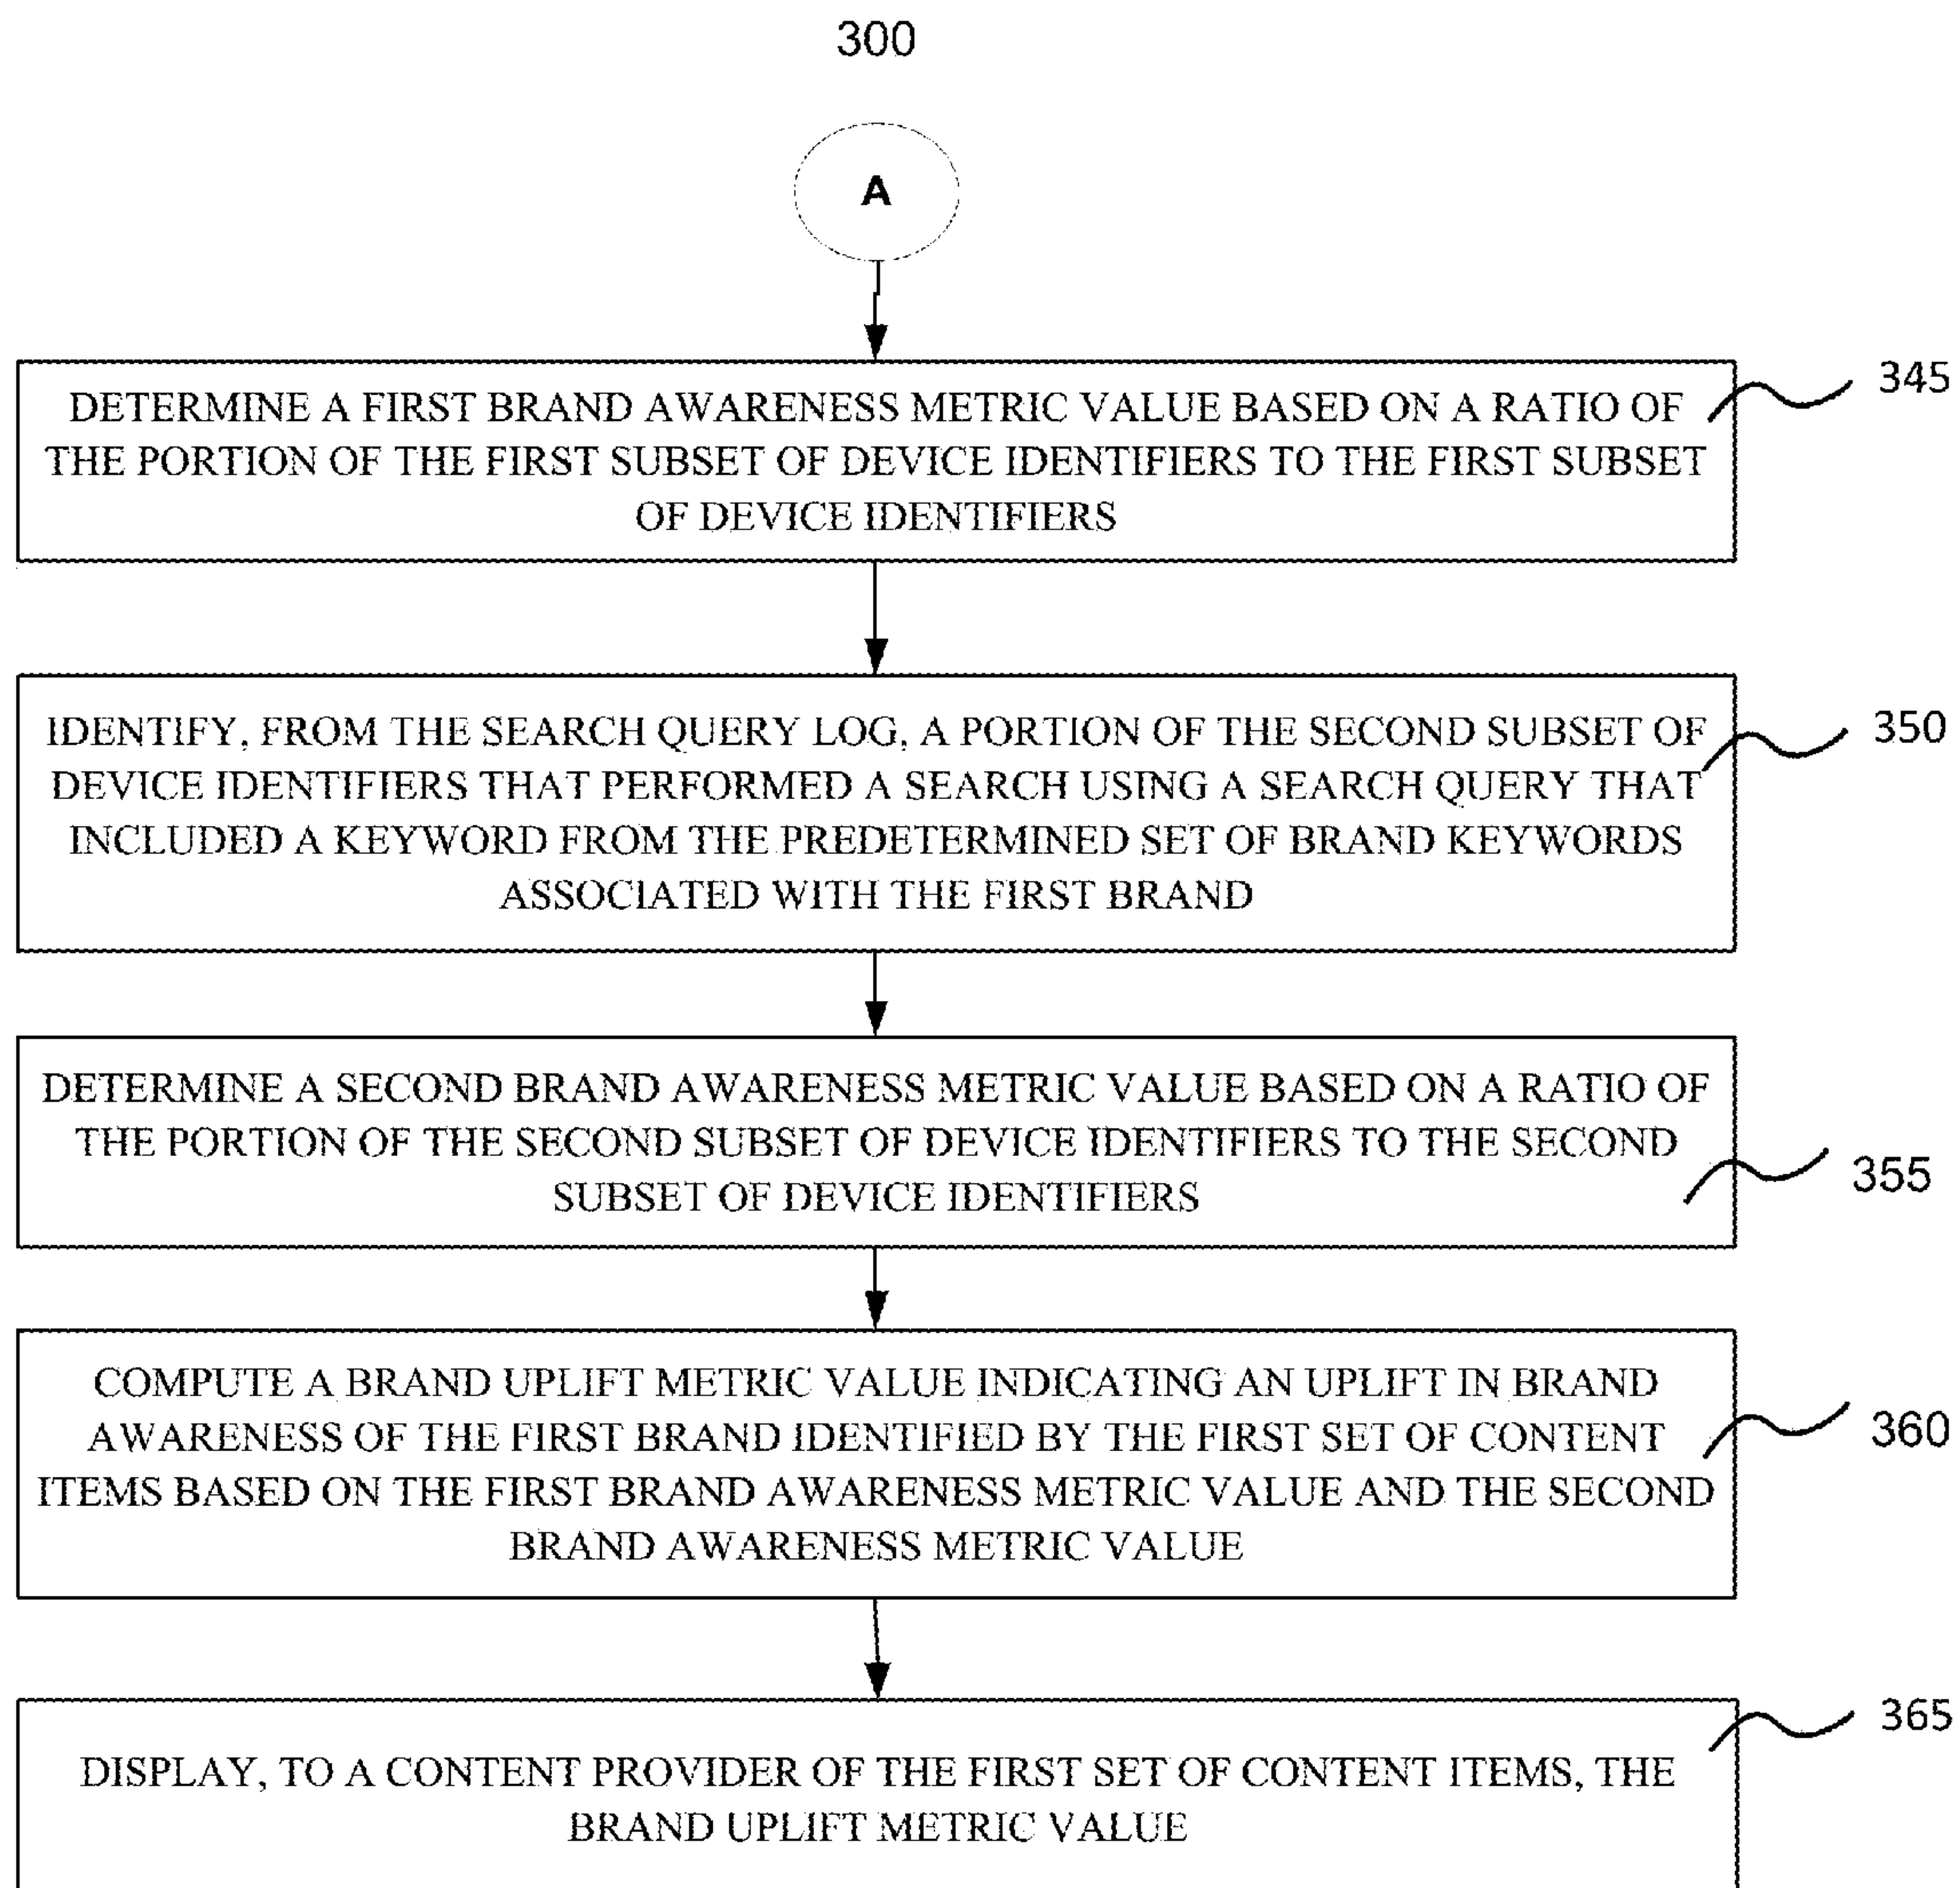 300
A
DETERMINE A FIRST BRAND AWARENESS METRIC VALUE BASED ON A RATIO OF
THE PORTION OF THE FIRST SUBSET OF DEVICE IDENTIFIERS TO THE FIRST SUBSET
OF DEVICE IDENTIFIERS
345
IDENTIFY, FROM THE SEARCH QUERY LOG, A PORTION OF THE SECOND SUBSET OF
DEVICE IDENTIFIERS THAT PERFORMED A SEARCH USING A SEARCH QUERY THAT
INCLUDED A KEYWORD FROM THE PREDETERMINED SET OF BRAND KEYWORDS
ASSOCIATED WITH THE FIRST BRAND
350
DETERMINE A SECOND BRAND AWARENESS METRIC VALUE BASED ON A RATIO OF
THE PORTION OF THE SECOND SUBSET OF DEVICE IDENTIFIERS TO THE SECOND
SUBSET OF DEVICE IDENTIFIERS
355
COMPUTE A BRAND UPLIFT METRIC VALUE INDICATING AN UPLIFT IN BRAND
AWARENESS OF THE FIRST BRAND IDENTIFIED BY THE FIRST SET OF CONTENT
ITEMS BASED ON THE FIRST BRAND AWARENESS METRIC VALUE AND THE SECOND
BRAND AWARENESS METRIC VALUE
360
DISPLAY, TO A CONTENT PROVIDER OF THE FIRST SET OF CONTENT ITEMS, THE
BRAND UPLIFT METRIC VALUE
365